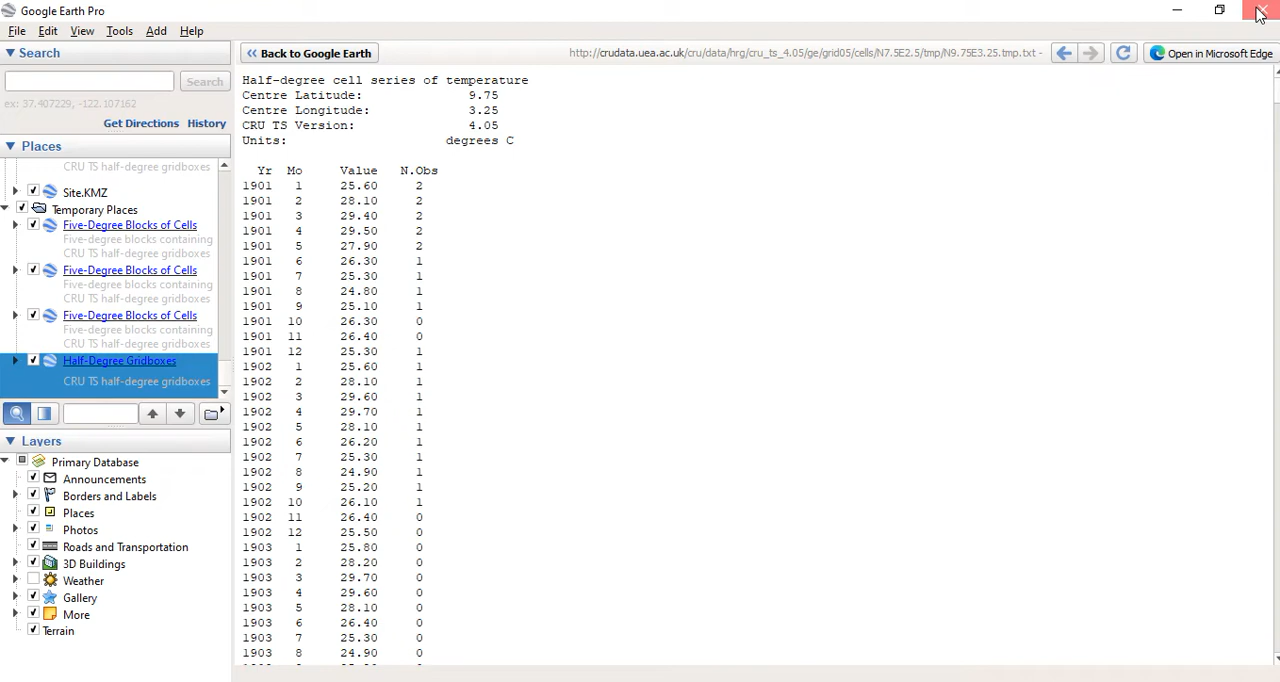 Google Earth Pro
File Edit View Tools Add Help
Search
Search
ex: 37.407229, -122.107162
Get Directions History
Places
CRU TS half-degree gridboxes
Site.KMZ
Temporary Places
Five-Degree Blocks of Cells
Five-degree blocks containing
CRU TS half-degree gridboxes
Five-Degree Blocks of Cells
Five-degree blocks containing
CRU TS half-degree gridboxes
Five-Degree Blocks of Cells
Five-degree blocks containing
CRU TS half-degree gridboxes
Half-Degree Gridboxes
CRU TS half-degree gridboxes
Layers
Primary Database
Announcements
Borders and Labels
Places
Photos
Roads and Transportation
3D Buildings
Weather
Gallery
More
Terrain
Back to Google Earth
http://crudata.uea.ac.uk/cru/data/hrg/cru_ts_4.05/ge/grid05/cells/N7.5E2.5/tmp/N9.75E3.25.tmp.txt -
Open in Microsoft Edge
Half-degree cell series of temperature
Centre Latitude: 9.75
Centre Longitude: 3.25
CRU TS Version: 4.05
Units: degrees C
Yr Mo Value N.Obs
1901 1 25.60 2
1901 2 28.10 2
1901 3 29.40 2
1901 4 29.50 2
1901 5 27.90 2
1901 6 26.30 1
1901 7 25.30 1
1901 8 24.80 1
1901 9 25.10 1
1901 10 26.30 0
1901 11 26.40 0
1901 12 25.30 1
1902 1 25.60 1
1902 2 28.10 1
1902 3 29.60 1
1902 4 29.70 1
1902 5 28.10 1
1902 6 26.20 1
1902 7 25.30 1
1902 8 24.90 1
1902 9 25.20 1
1902 10 26.10 1
1902 11 26.40 0
1902 12 25.50 0
1903 1 25.80 0
1903 2 28.20 0
1903 3 29.70 0
1903 4 29.60 0
1903 5 28.10 0
1903 6 26.40 0
1903 7 25.30 0
1903 8 24.90 0